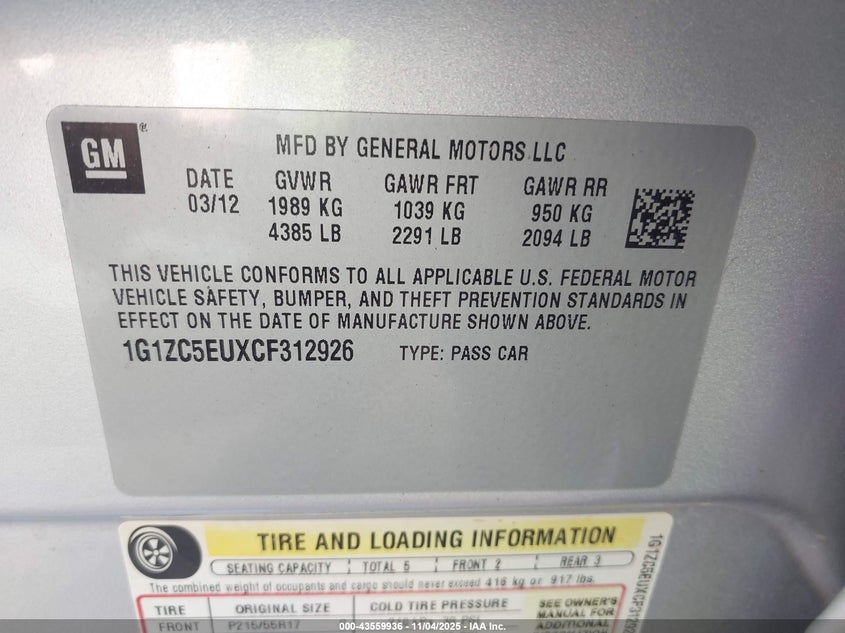 GM
MFD BY GENERAL MOTORS LLC
DATE GVWR GAWR FRT GAWR RR
03/12 1989 KG 1039 KG 950 KG
4385 LB 2291 LB 2094 LB
THIS VEHICLE CONFORMS TO ALL APPLICABLE U.S. FEDERAL MOTOR
VEHICLE SAFETY, BUMPER, AND THEFT PREVENTION STANDARDS IN
EFFECT ON THE DATE OF MANUFACTURE SHOWN ABOVE.
1G1ZC5EUXCF312926 TYPE: PASS CAR
TIRE AND LOADING INFORMATION
SEATING CAPACITY TOTAL 5 FRONT 2 REAR 3
The combined weight of occupants and cargo should never exceed 416 kg or 917 lbs.
TIRE ORIGINAL SIZE COLD TIRE PRESSURE
SEE OWNER'S
MANUAL FOR
ADDITIONAL
FRONT P215/55R17
000-43559936 - 11/04/2025 - IAA Inc.